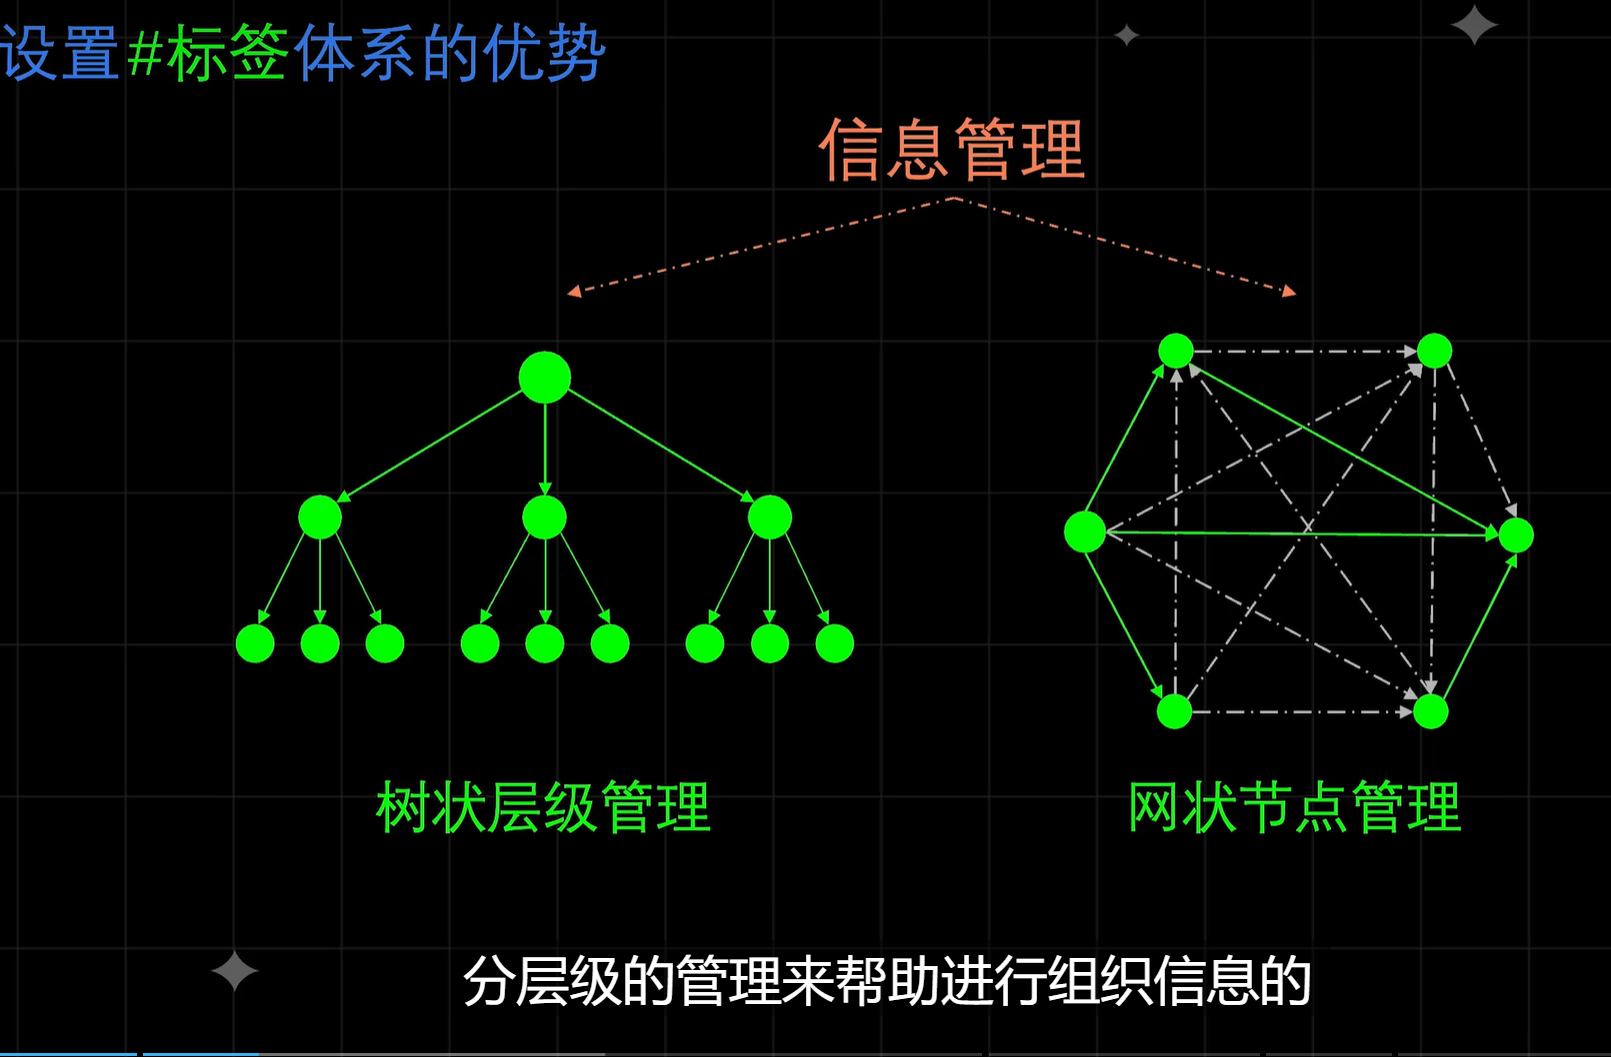 设置#标签体系的优势
信息管理
树状层级管理
网状节点管理
分层级的管理来帮助进行组织信息的